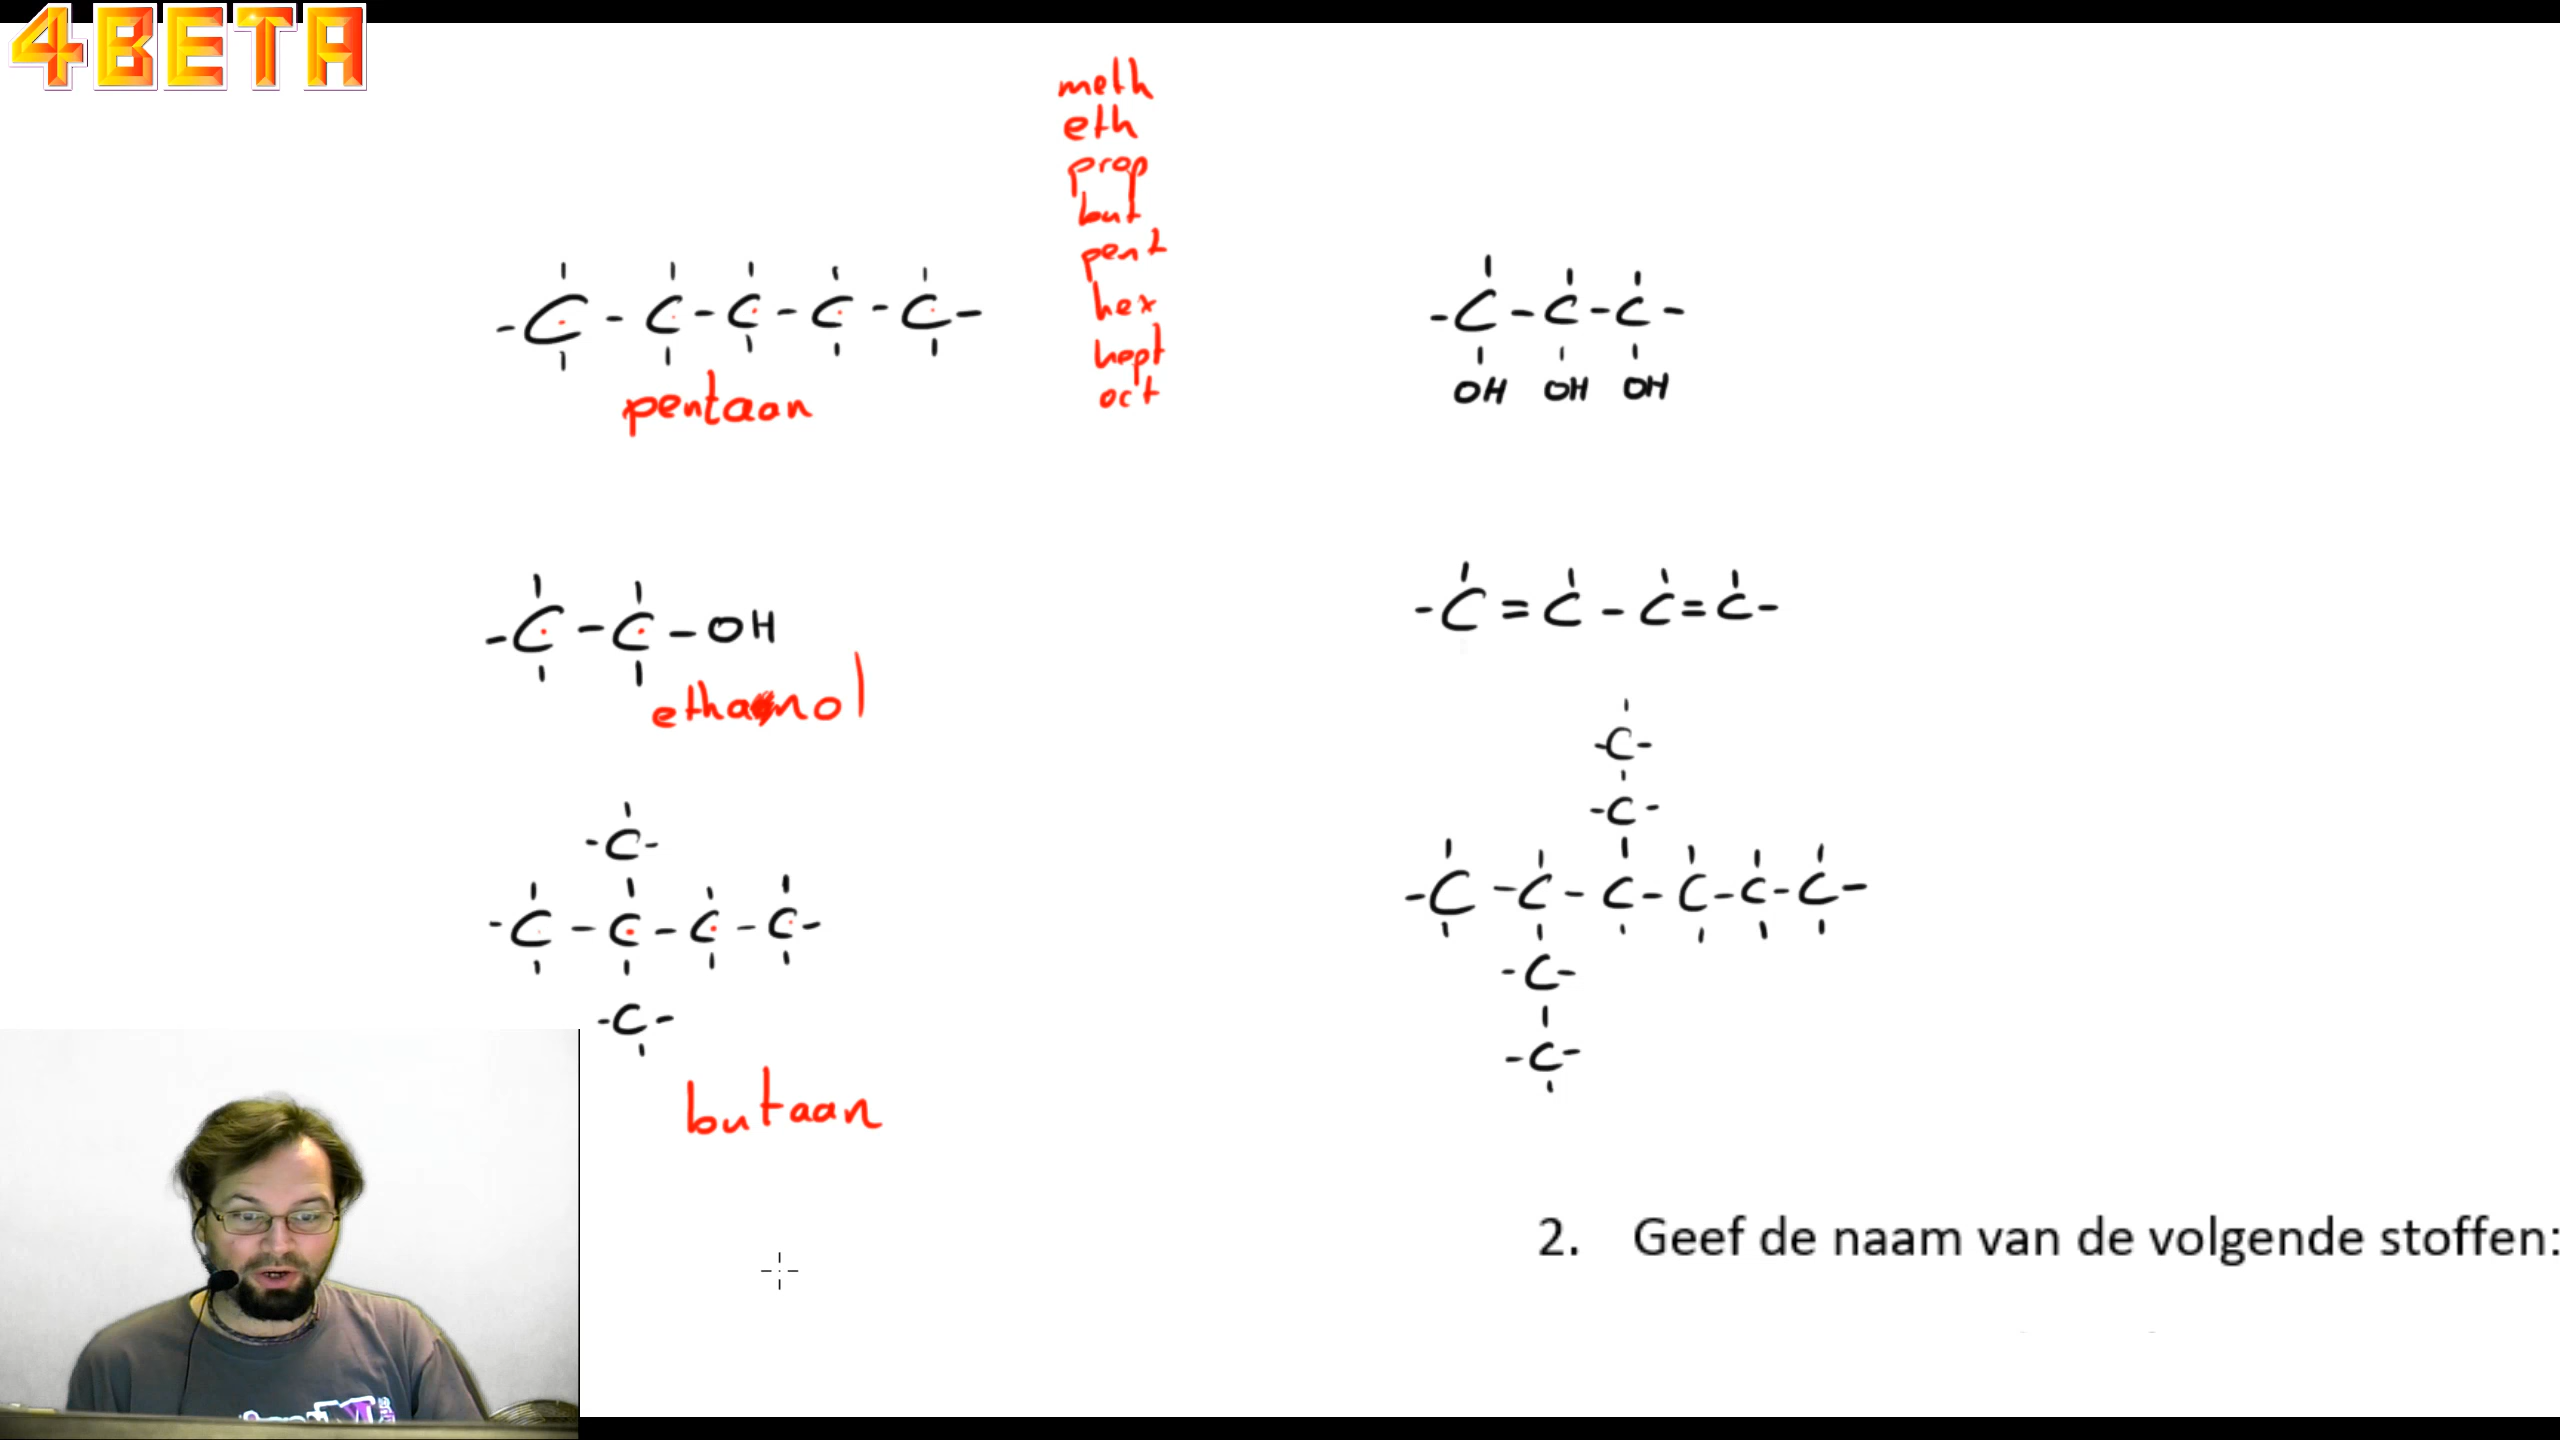 4BETA
meth
eth
prop
but
pent
hex
hept
oct
-C-C-C-C-C-
pentaan
-C-C-C-
OH OH OH
-C-C-OH
ethanol
-C=C-C=C-
-C-
-C-C-C-C-
-C-
butaan
-C-
-C-
-C-C-C-C-C-C-
-C-
-C-
2. Geef de naam van de volgende stoffen: